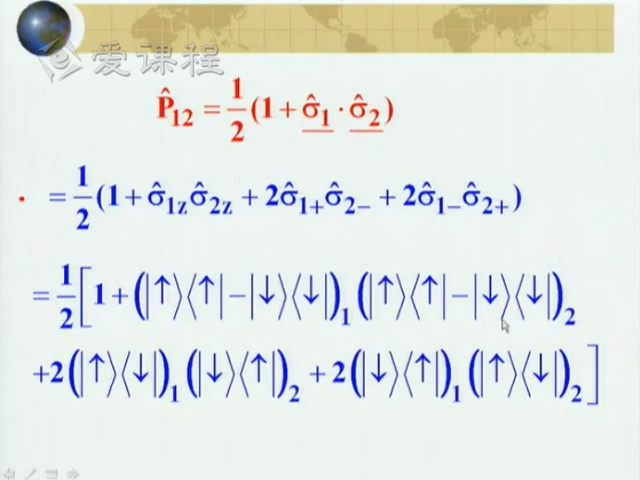 爱课程
P̂₁₂ = 1/2 (1 + σ̂₁ · σ̂₂)
= 1/2 (1 + σ̂₁z σ̂₂z + 2σ̂₁₊ σ̂₂₋ + 2σ̂₁₋ σ̂₂₊)
= 1/2 [1 + (|↑⟩⟨↑| − |↓⟩⟨↓|)₁ (|↑⟩⟨↑| − |↓⟩⟨↓|)₂
+2(|↑⟩⟨↓|)₁ (|↓⟩⟨↑|)₂ + 2(|↓⟩⟨↑|)₁ (|↑⟩⟨↓|)₂]